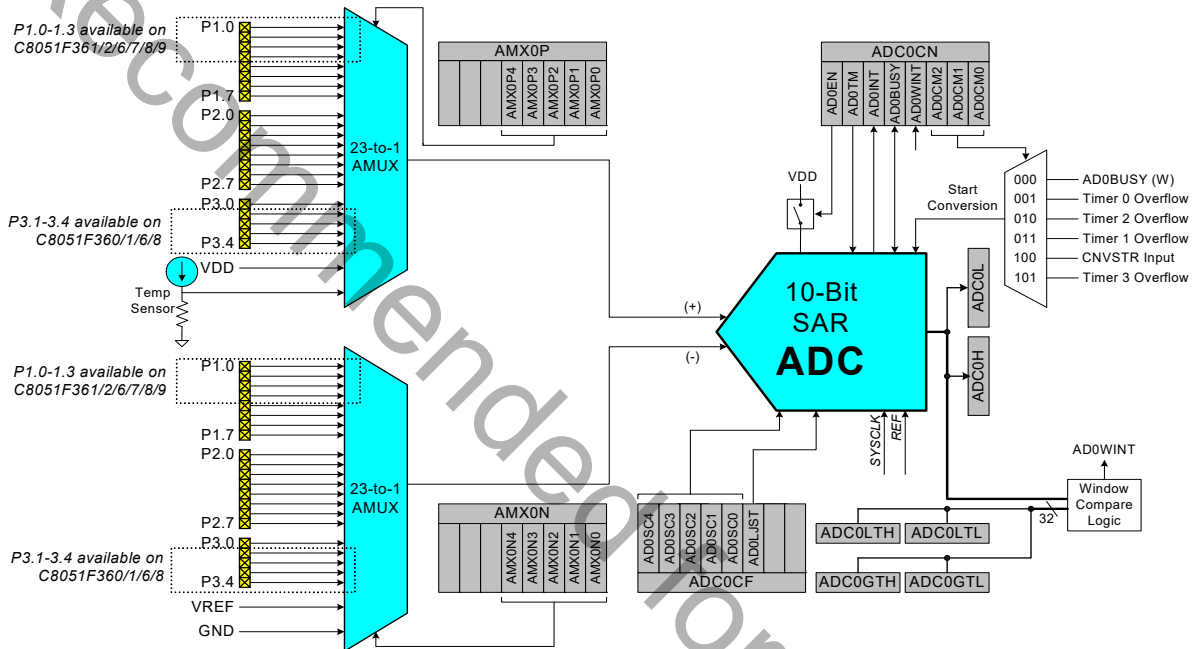 P1.0-1.3 available on
C8051F361/2/6/7/8/9
P1.0
P1.7
P2.0
P2.7
P3.0
P3.1-3.4 available on
C8051F360/1/6/8
P3.4
VDD
Temp
Sensor
23-to-1
AMUX
AMX0P
AMX0P4
AMX0P3
AMX0P2
AMX0P1
AMX0P0
ADC0CN
AD0EN
AD0TM
AD0INT
AD0BUSY
AD0WINT
AD0CM2
AD0CM1
AD0CM0
VDD
Start
Conversion
000
AD0BUSY (W)
001
Timer 0 Overflow
010
Timer 2 Overflow
011
Timer 1 Overflow
100
CNVSTR Input
101
Timer 3 Overflow
(+)
(-)
10-Bit
SAR
ADC
ADC0L
ADC0H
SYSCLK
REF
P1.0-1.3 available on
C8051F361/2/6/7/8/9
P1.0
P1.7
P2.0
P2.7
P3.0
P3.1-3.4 available on
C8051F360/1/6/8
P3.4
VREF
GND
23-to-1
AMUX
AMX0N
AMX0N4
AMX0N3
AMX0N2
AMX0N1
AMX0N0
AD0SC4
AD0SC3
AD0SC2
AD0SC1
AD0SC0
AD0LJST
ADC0CF
AD0WINT
Window
Compare
Logic
32
ADC0LTH
ADC0LTL
ADC0GTH
ADC0GTL
ecommended for